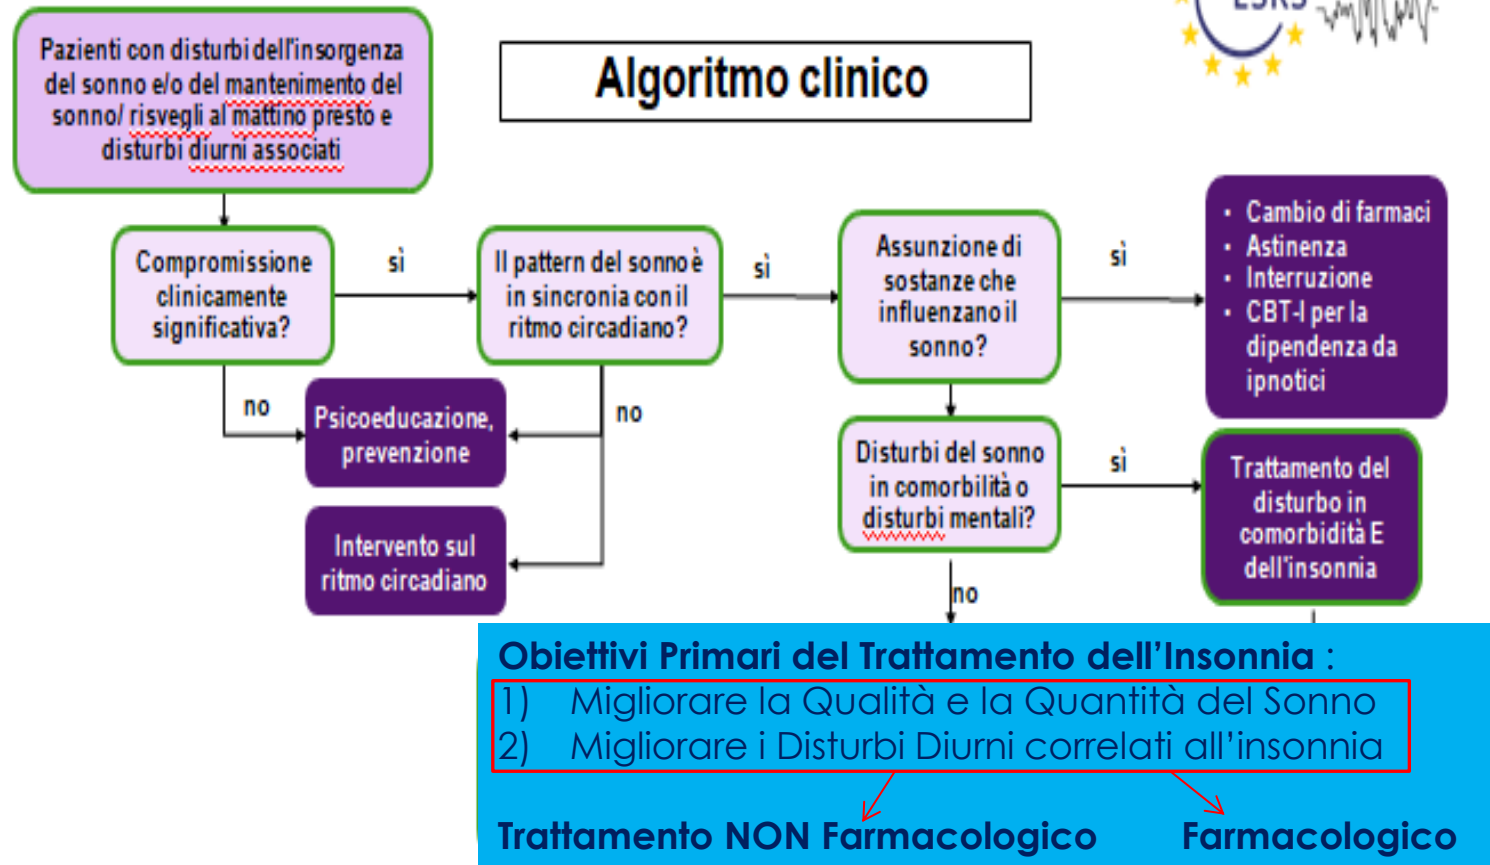 ESRS
Algoritmo clinico
Pazienti con disturbi dell'insorgenza
del sonno e/o del mantenimento del
sonno/ risvegli al mattino presto e
disturbi diurni associati
Compromissione
clinicamente
significativa?
sì
no
Il pattern del sonno è
in sincronia con il
ritmo circadiano?
sì
no
Psicoeducazione,
prevenzione
Intervento sul
ritmo circadiano
Assunzione di
sostanze che
influenzano il
sonno?
sì
• Cambio di farmaci
• Astinenza
• Interruzione
• CBT-I per la
dipendenza da
ipnotici
Disturbi del sonno
in comorbilità o
disturbi mentali?
sì
no
Trattamento del
disturbo in
comorbidità E
dell'insonnia
Obiettivi Primari del Trattamento dell’Insonnia :
1) Migliorare la Qualità e la Quantità del Sonno
2) Migliorare i Disturbi Diurni correlati all’insonnia
Trattamento NON Farmacologico Farmacologico